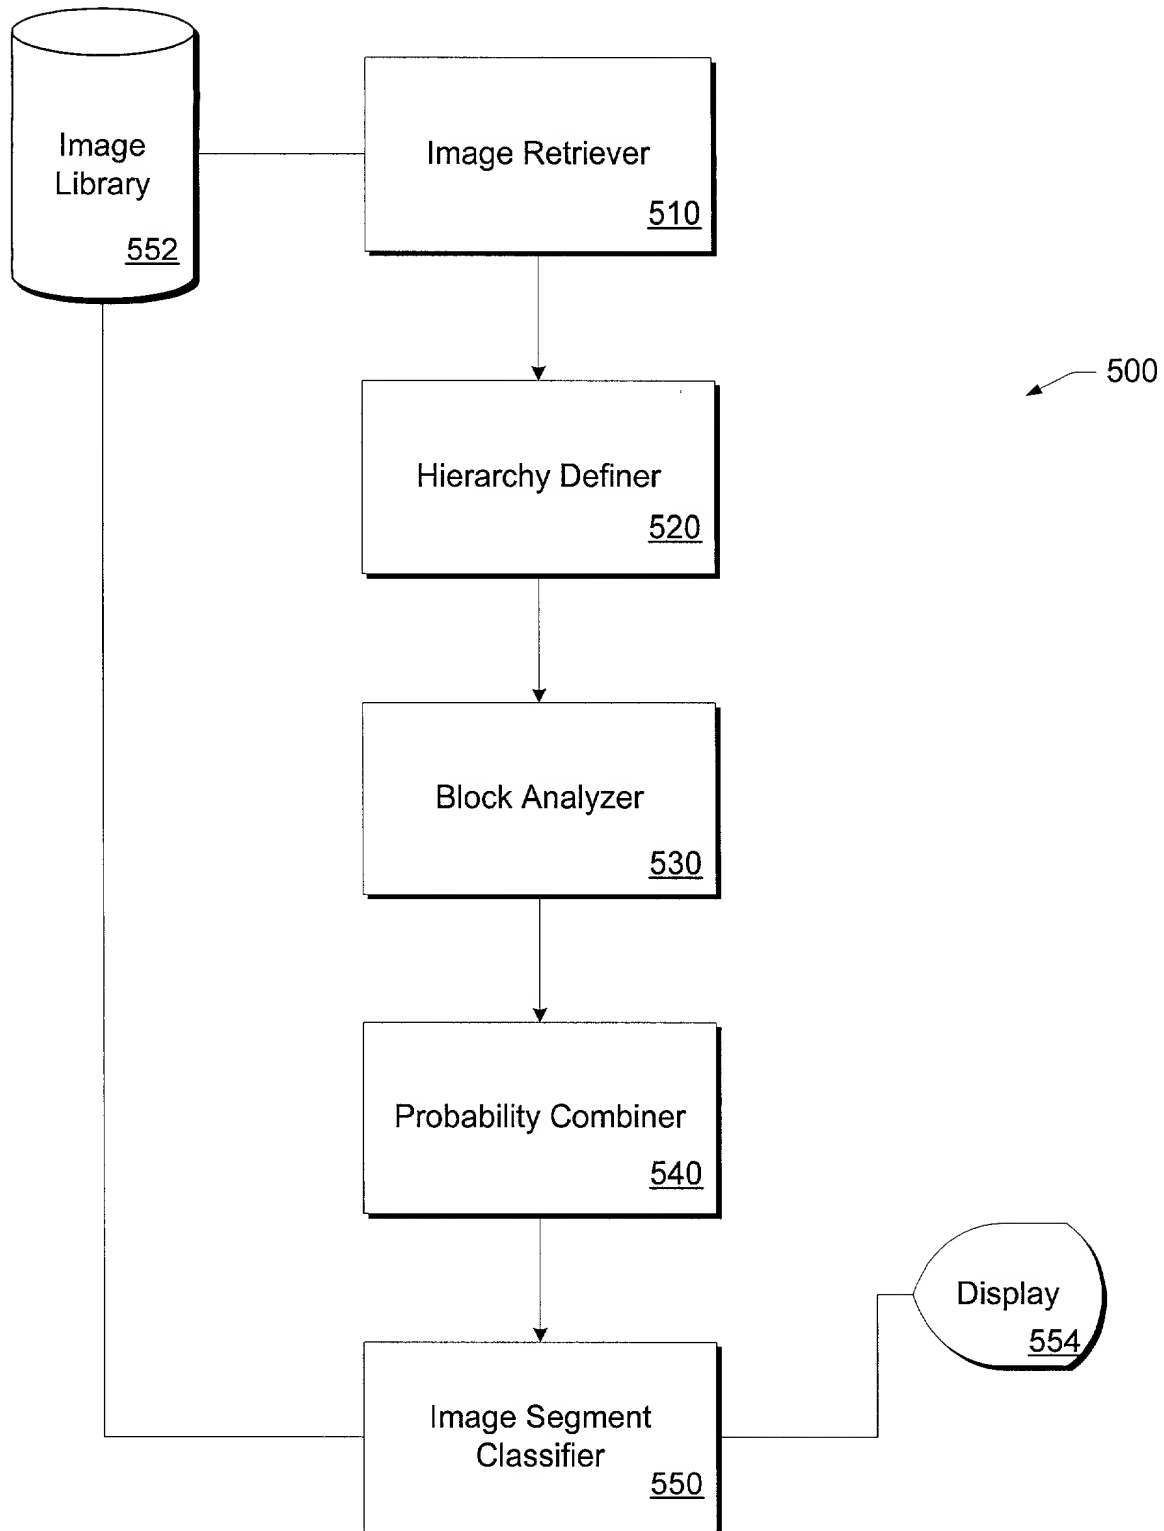 Image
Library
552
Image Retriever
510
500
Hierarchy Definer
520
Block Analyzer
530
Probability Combiner
540
Display
554
Image Segment
Classifier
550